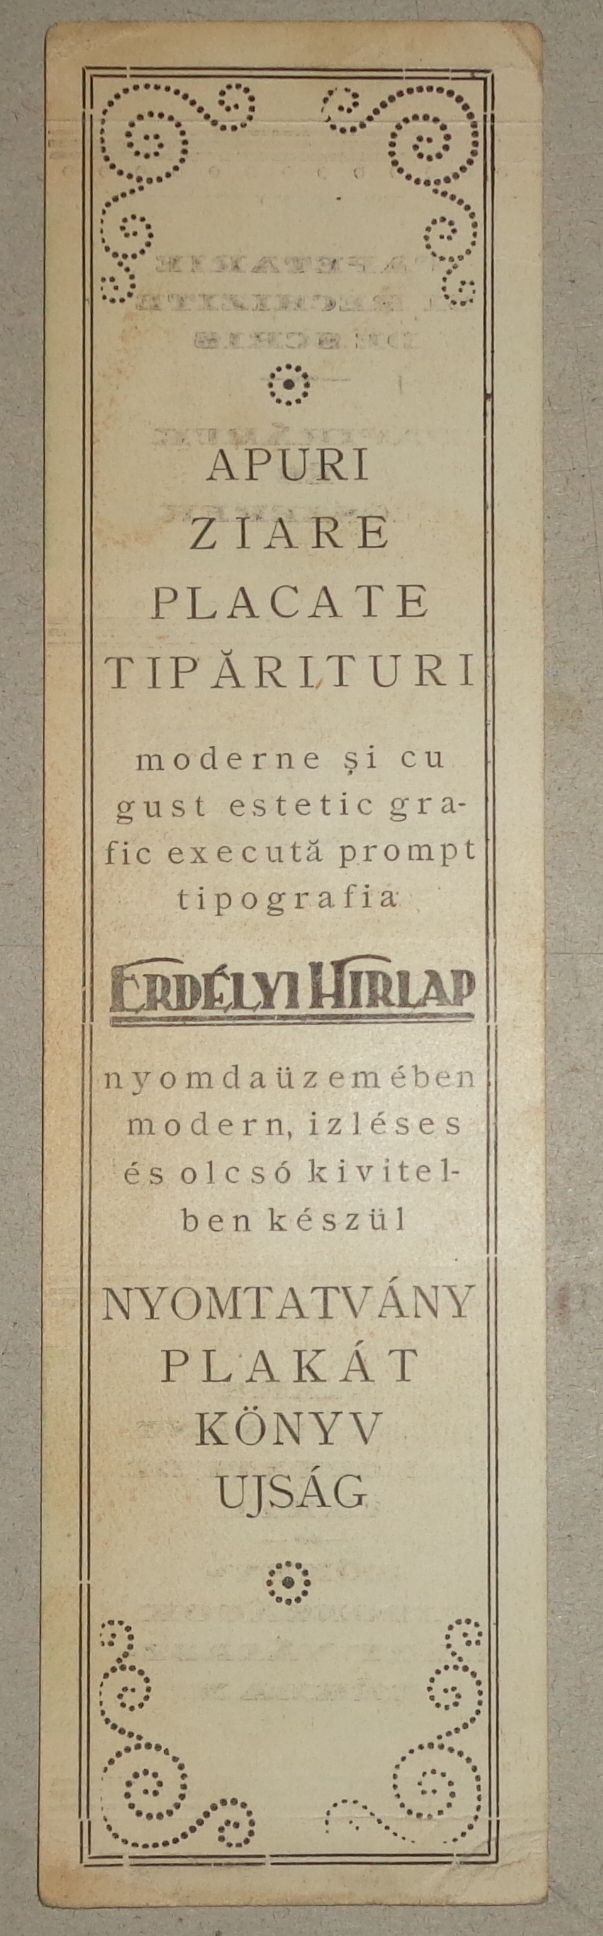 APURI
ZIARE
PLACATE
TIPĂRITURI
moderne și cu
gust estetic gra-
fic execută prompt
tipografia
ERDÉLYI HIRLAP
nyomdaüzemében
modern, izléses
és olcsó kivitel-
ben készül
NYOMTATVÁNY
PLAKÁT
KÖNYV
UJSÁG